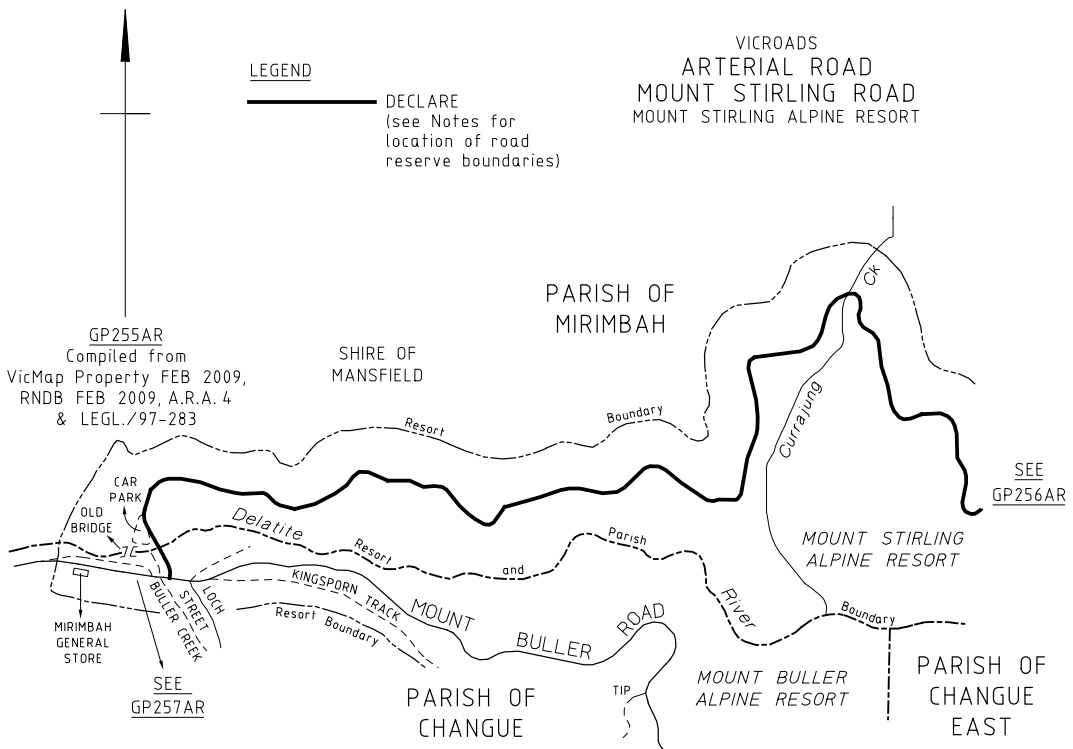 VICROADS
ARTERIAL ROAD
MOUNT STIRLING ROAD
MOUNT STIRLING ALPINE RESORT
LEGEND
DECLARE
(see Notes for
location of road
reserve boundaries)
GP255AR
Compiled from
VicMap Property FEB 2009,
RNDB FEB 2009, A.R.A. 4
& LEGL./97-283
SHIRE OF
MANSFIELD
PARISH OF
MIRIMBAH
Ck
Currajung
Resort
Boundary
SEE
GP256AR
CAR
PARK
OLD
BRIDGE
Delatite
Resort
and
Parish
River
Boundary
MOUNT STIRLING
ALPINE RESORT
MIRIMBAH
GENERAL
STORE
BULLER CREEK
STREET
LOCH
KINGSPORN TRACK
Resort Boundary
MOUNT
BULLER
ROAD
SEE
GP257AR
PARISH OF
CHANGUE
TIP
MOUNT BULLER
ALPINE RESORT
PARISH OF
CHANGUE
EAST